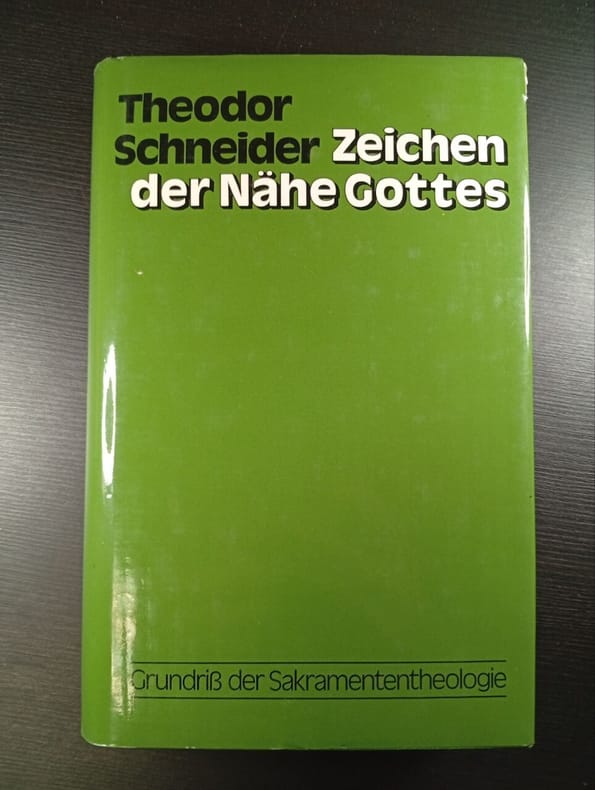 Theodor
Schneider Zeichen
der Nähe Gottes
Grundriß der Sakramententheologie